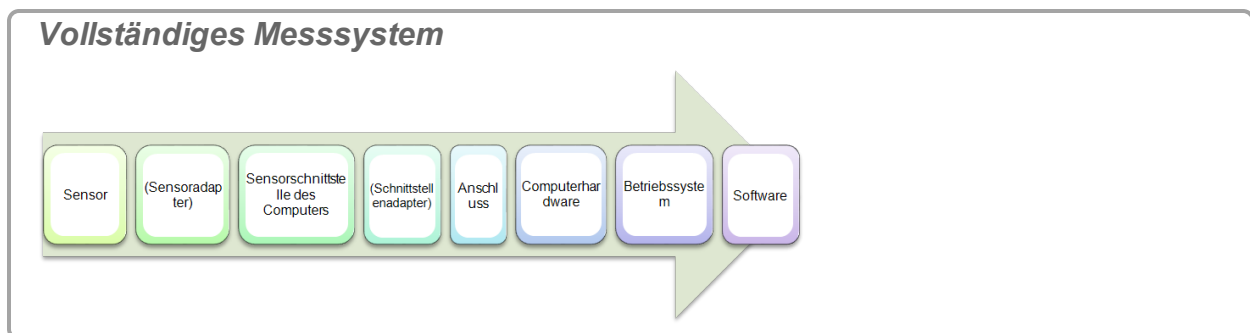 Vollständiges Messsystem
Sensor
(Sensoradap
ter)
Sensorschnittste
lle des
Computers
(Schnittstell
enadapter)
Anschl
uss
Computerhar
dware
Betriebssyste
m
Software